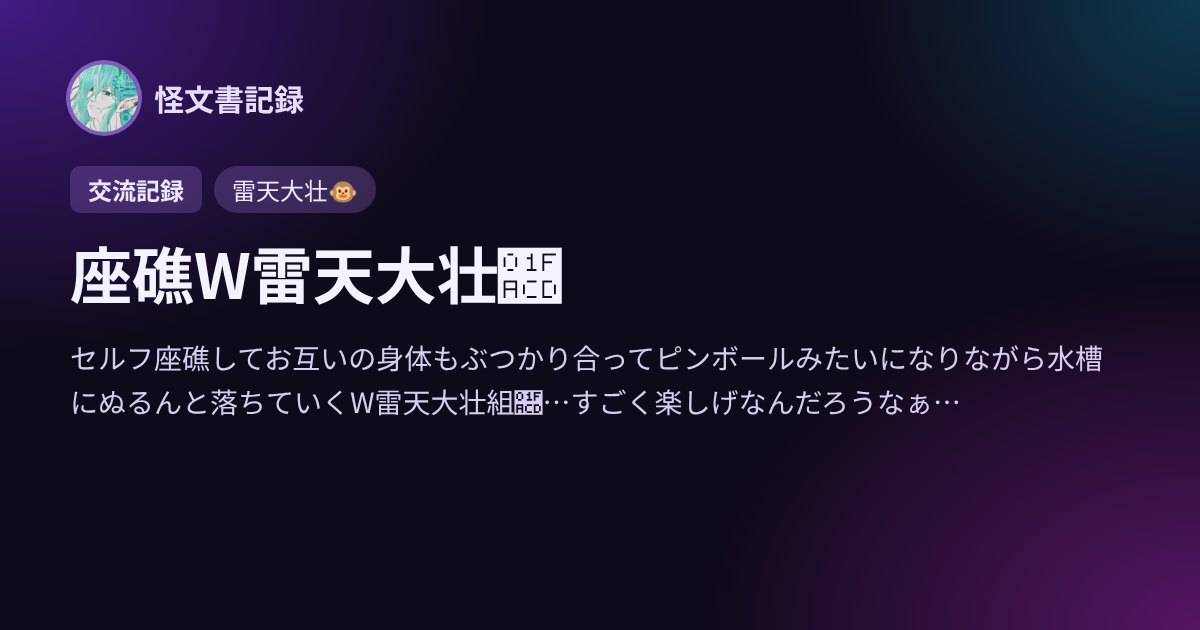 怪文書記録
交流記録
雷天大壮🐵
座礁W雷天大壮🫍
セルフ座礁してお互いの身体もぶつかり合ってピンボールみたいになりながら水槽
にぬるんと落ちていくW雷天大壮組🫍…すごく楽しげなんだろうなぁ…